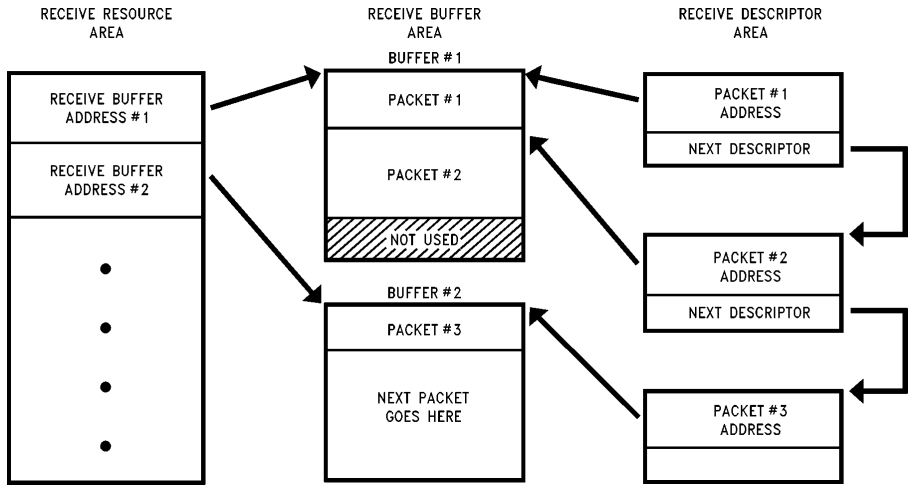 RECEIVE RESOURCE
AREA
RECEIVE BUFFER
ADDRESS #1
RECEIVE BUFFER
ADDRESS #2
RECEIVE BUFFER
AREA
BUFFER #1
PACKET #1
PACKET #2
NOT USED
BUFFER #2
PACKET #3
NEXT PACKET
GOES HERE
RECEIVE DESCRIPTOR
AREA
PACKET #1
ADDRESS
NEXT DESCRIPTOR
PACKET #2
ADDRESS
NEXT DESCRIPTOR
PACKET #3
ADDRESS